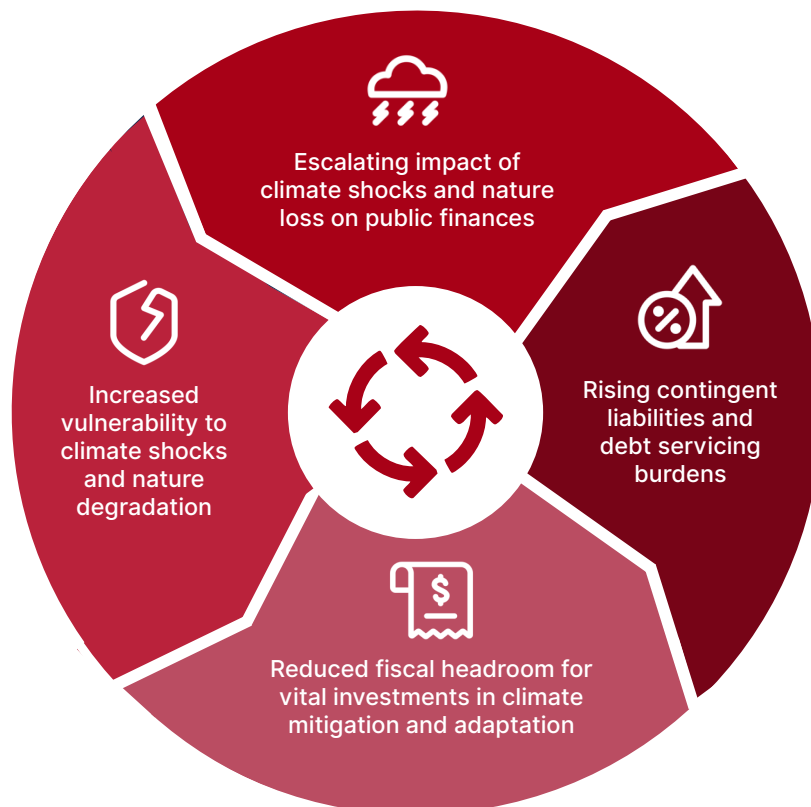 Escalating impact of
climate shocks and nature
loss on public finances
Rising contingent
liabilities and
debt servicing
burdens
Reduced fiscal headroom for
vital investments in climate
mitigation and adaptation
Increased
vulnerability to
climate shocks
and nature
degradation